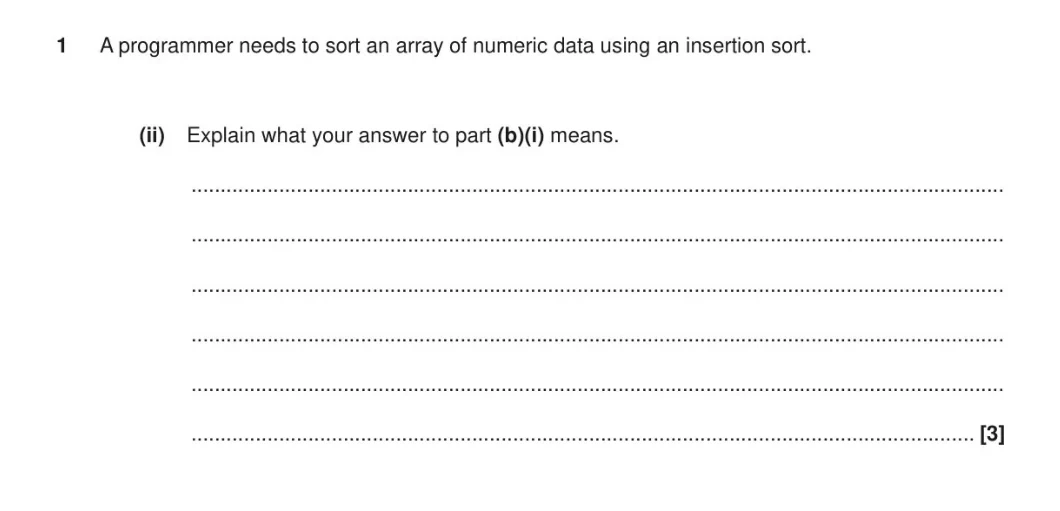 1 A programmer needs to sort an array of numeric data using an insertion sort.
(ii) Explain what your answer to part (b)(i) means.
[3]